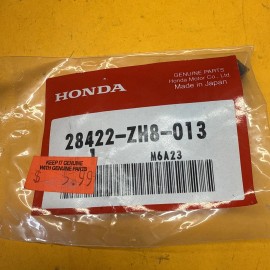 GENUINE PARTS
Honda Motor Co., Ltd.
Made in Japan
HONDA
28422-ZH8-013
1
M6A23
KEEP IT GENUINE
WITH GENUINE PARTS